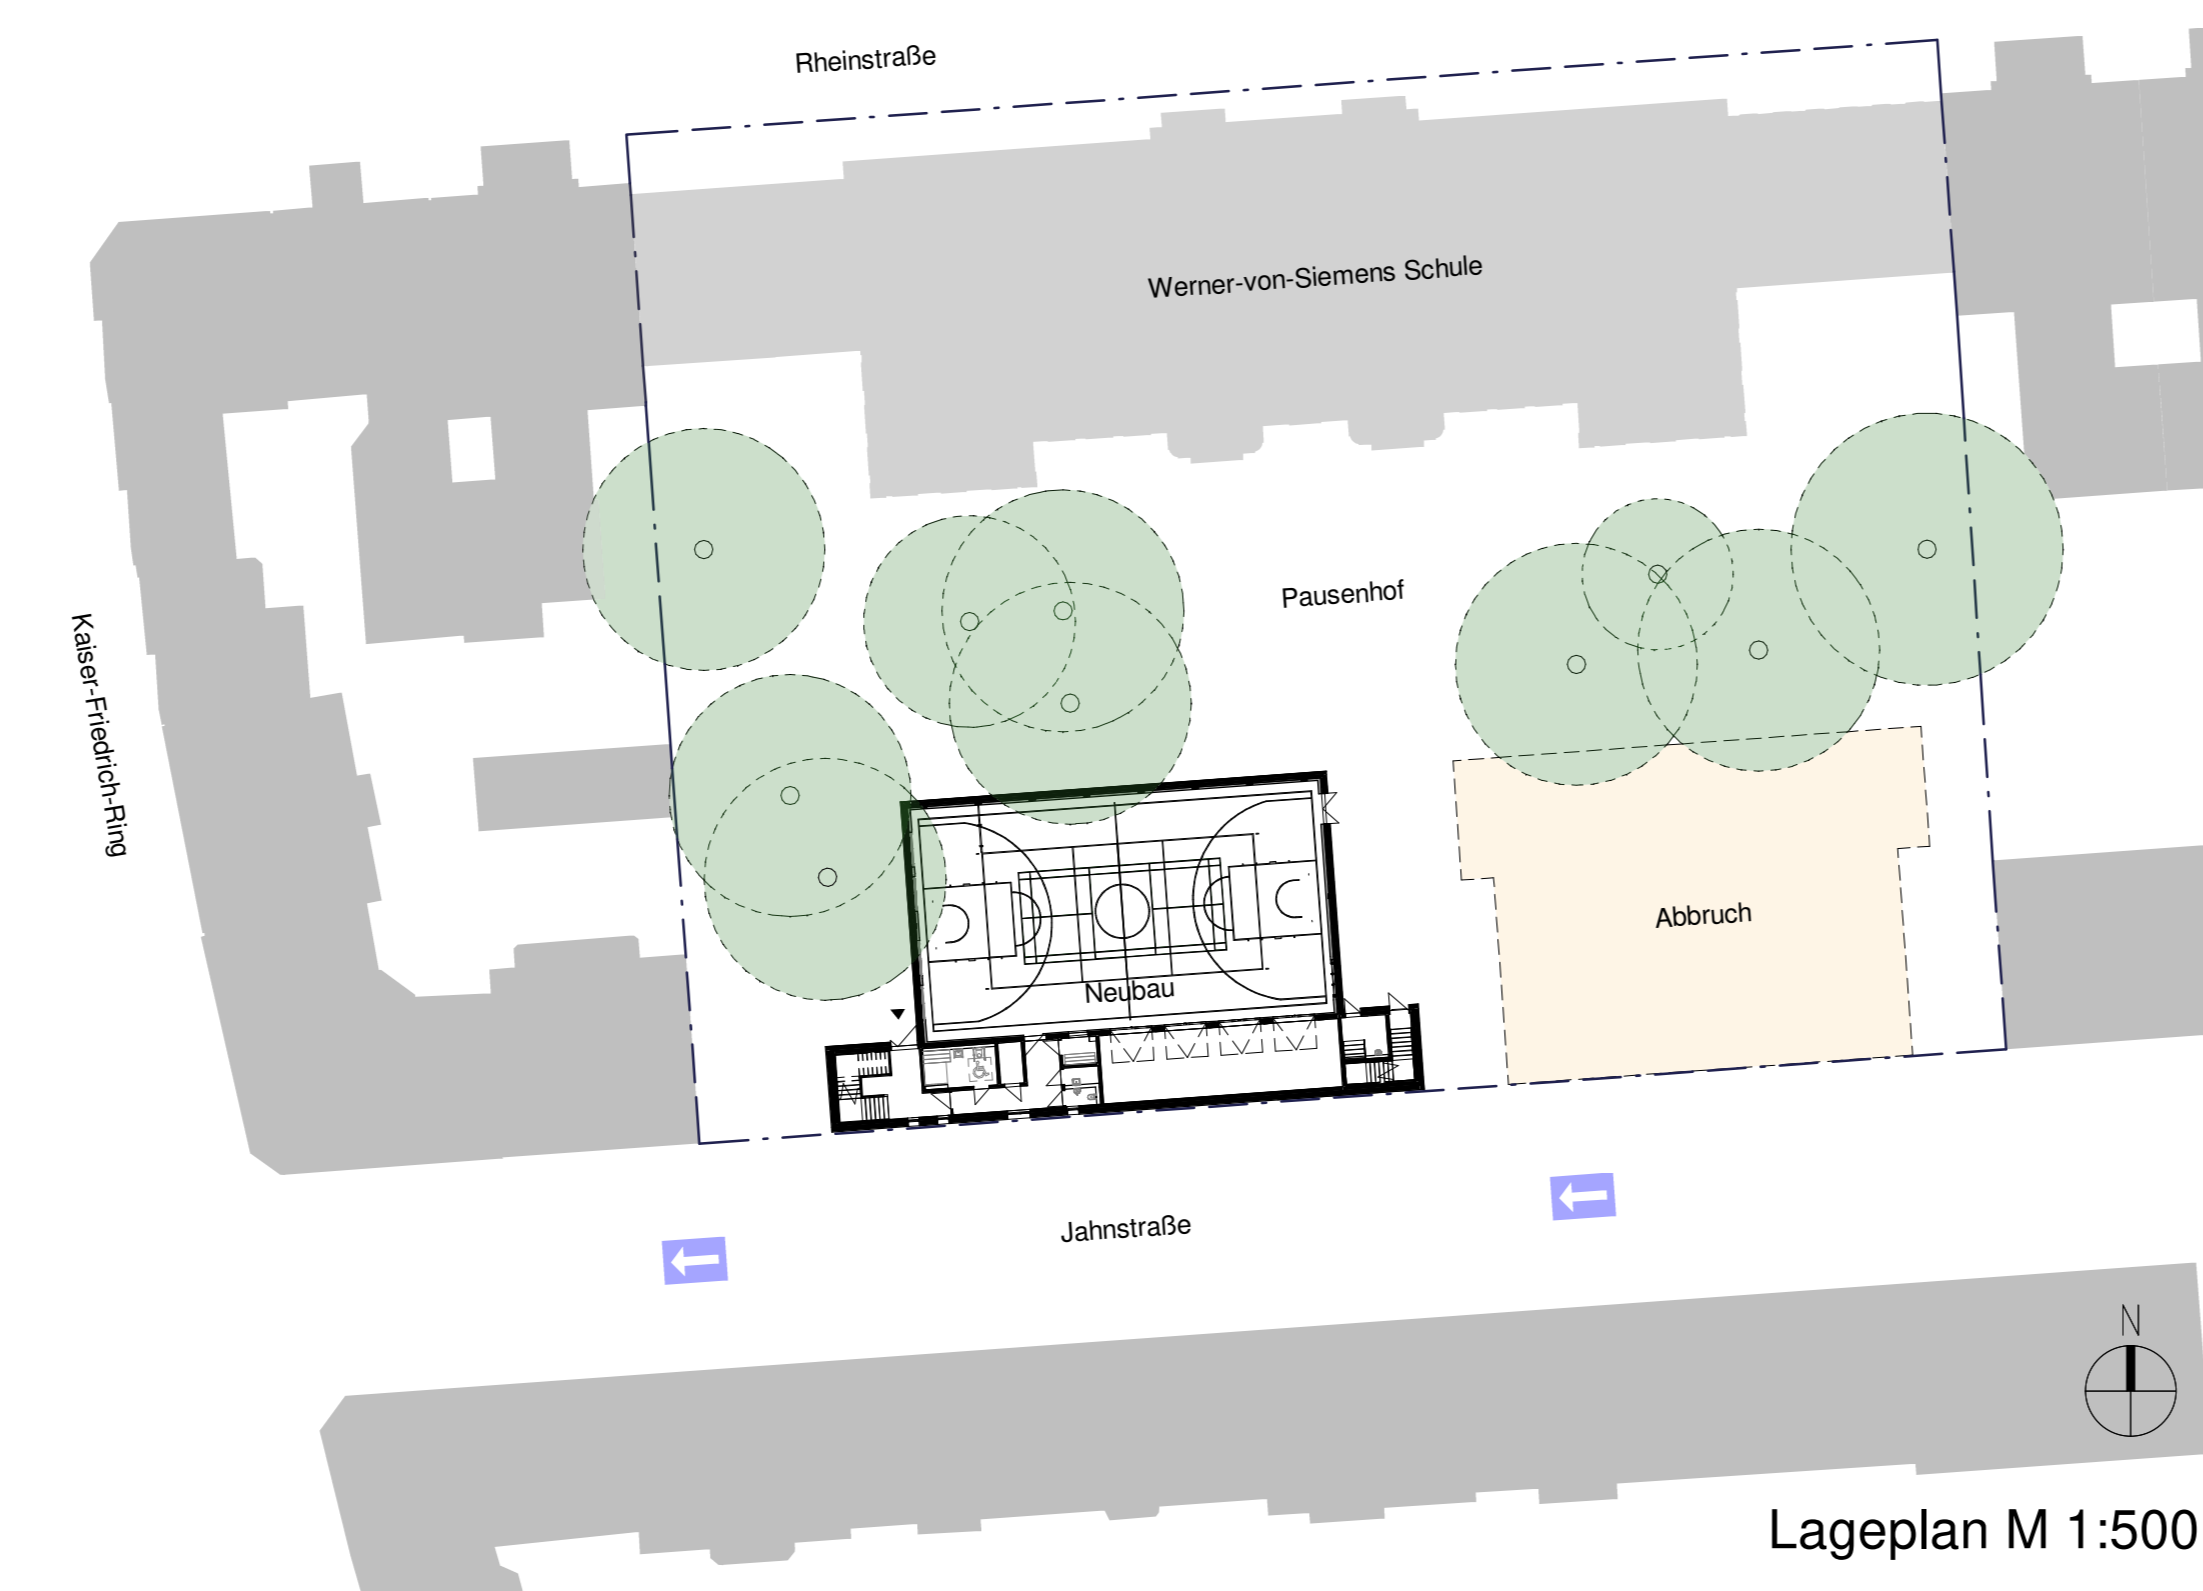 Rheinstraße
Werner-von-Siemens Schule
Pausenhof
Kaiser-Friedrich-Ring
Abbruch
Neubau
Jahnstraße
N
Lageplan M 1:500